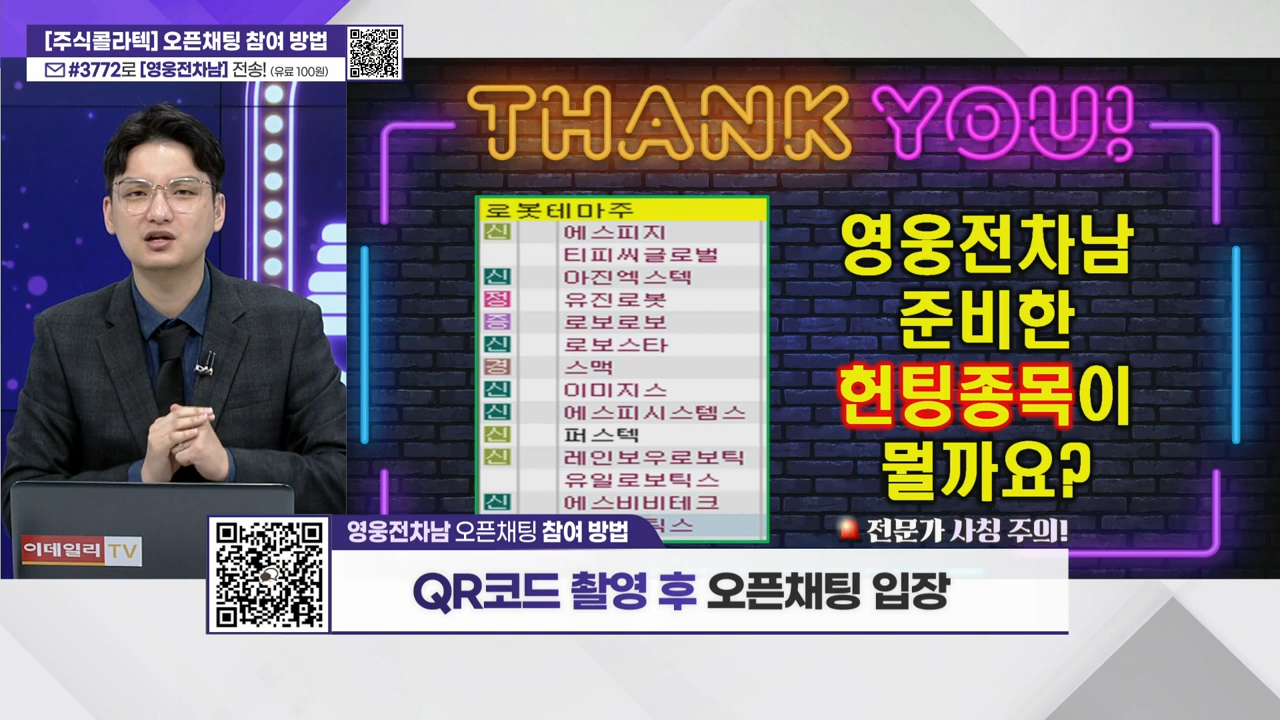 [주식콜라텍] 오픈채팅 참여 방법
#3772로 [영웅전차남] 전송! (유료 100원)
THANK YOU!
로봇테마주
신 에스피지
티피씨글로벌
신 아진엑스텍
정 유진로봇
증 로보로보
신 로보스타
경 스맥
신 이미지스
신 에스피시스템스
신 퍼스텍
신 레인보우로보틱
유일로보틱스
신 에스비비테크
틱스
영웅전차남
준비한
헌팅종목이
뭘까요?
전문가 사칭 주의!
이데일리 TV
영웅전차남 오픈채팅 참여 방법
QR코드 촬영 후 오픈채팅 입장